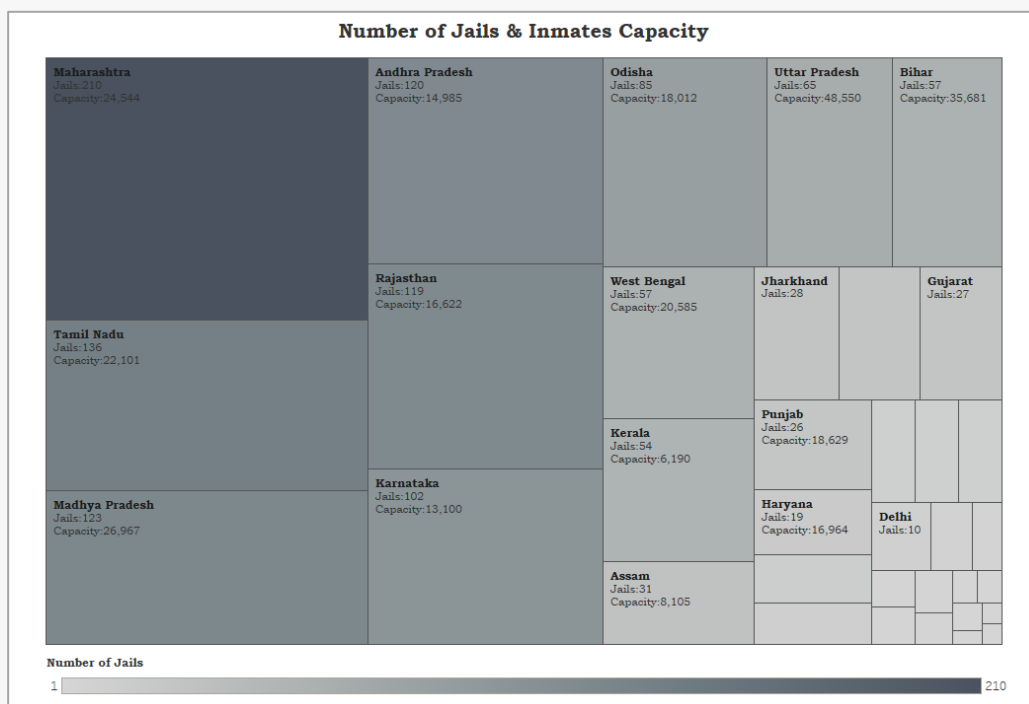 Number of Jails & Inmates Capacity
Maharashtra
Jails:210
Capacity:24,544
Tamil Nadu
Jails:136
Capacity:22,101
Madhya Pradesh
Jails:123
Capacity:26,967
Andhra Pradesh
Jails:120
Capacity:14,985
Rajasthan
Jails:119
Capacity:16,622
Karnataka
Jails:102
Capacity:13,100
Odisha
Jails:85
Capacity:18,012
Uttar Pradesh
Jails:65
Capacity:48,550
Bihar
Jails:57
Capacity:35,681
West Bengal
Jails:57
Capacity:20,585
Kerala
Jails:54
Capacity:6,190
Assam
Jails:31
Capacity:8,105
Jharkhand
Jails:28
Gujarat
Jails:27
Punjab
Jails:26
Capacity:18,629
Haryana
Jails:19
Capacity:16,964
Delhi
Jails:10
Number of Jails
1 210